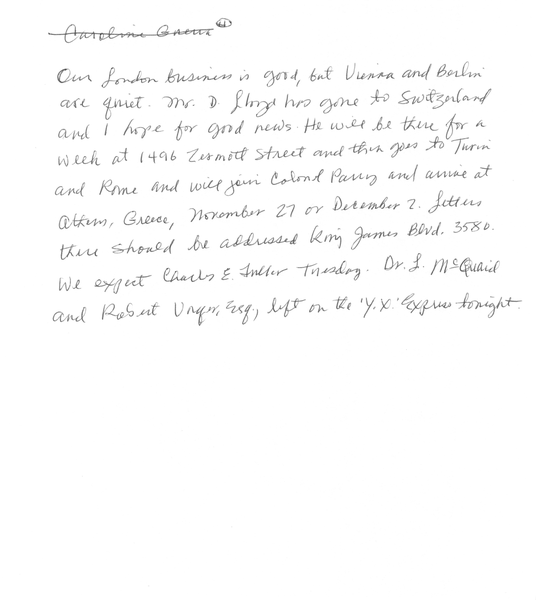 Caroline
Our London business is good, but Vienna and Berlin
are quiet. Mr. D. Lloyd has gone to Switzerland
and I hope for good news. He will be there for a
week at 1496 Zermott Street and then goes to Turin
and Rome and will join Colonel Parry and arrive at
Athens, Greece, November 27 or December 2. Letters
there should be addressed King James Blvd. 3580.
We expect Charles E. Fuller Tuesday. Dr. L. McQuaid
and Robert Unger, Esq., left on the 'Y.X.' Express tonight.